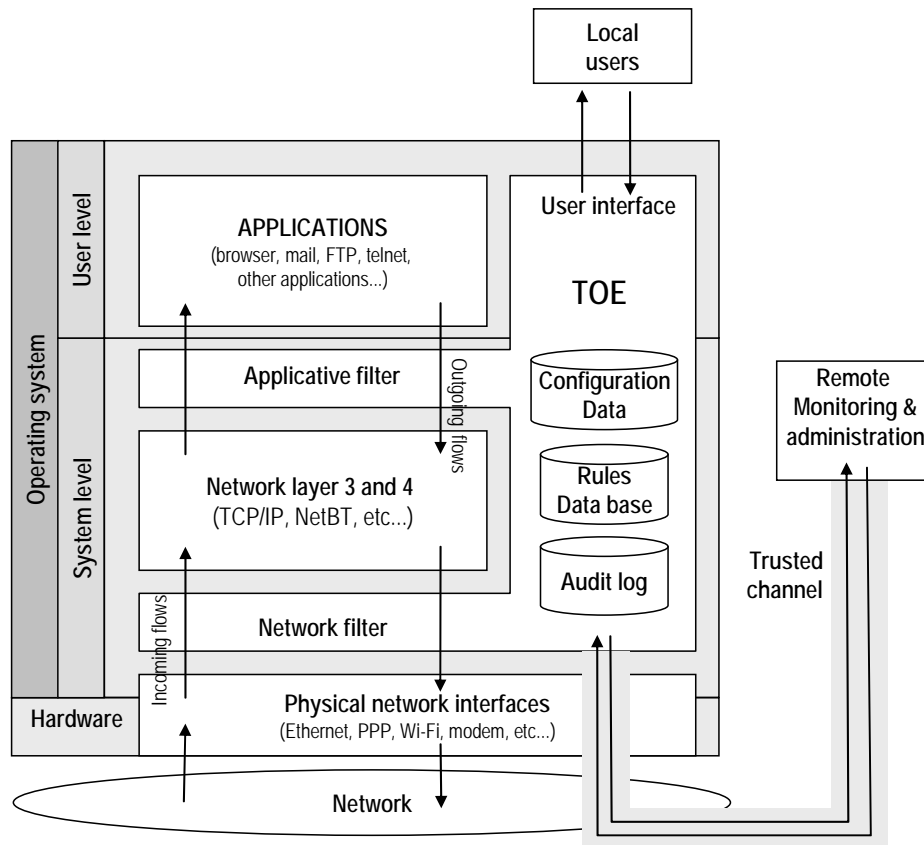 Local
users
Operating system
User level
System level
Hardware
APPLICATIONS
(browser, mail, FTP, telnet,
other applications...)
User interface
TOE
Applicative filter
Outgoing flows
Configuration
Data
Network layer 3 and 4
(TCP/IP, NetBT, etc...)
Rules
Data base
Audit log
Network filter
Incoming flows
Physical network interfaces
(Ethernet, PPP, Wi-Fi, modem, etc...)
Network
Remote
Monitoring &
administration
Trusted
channel